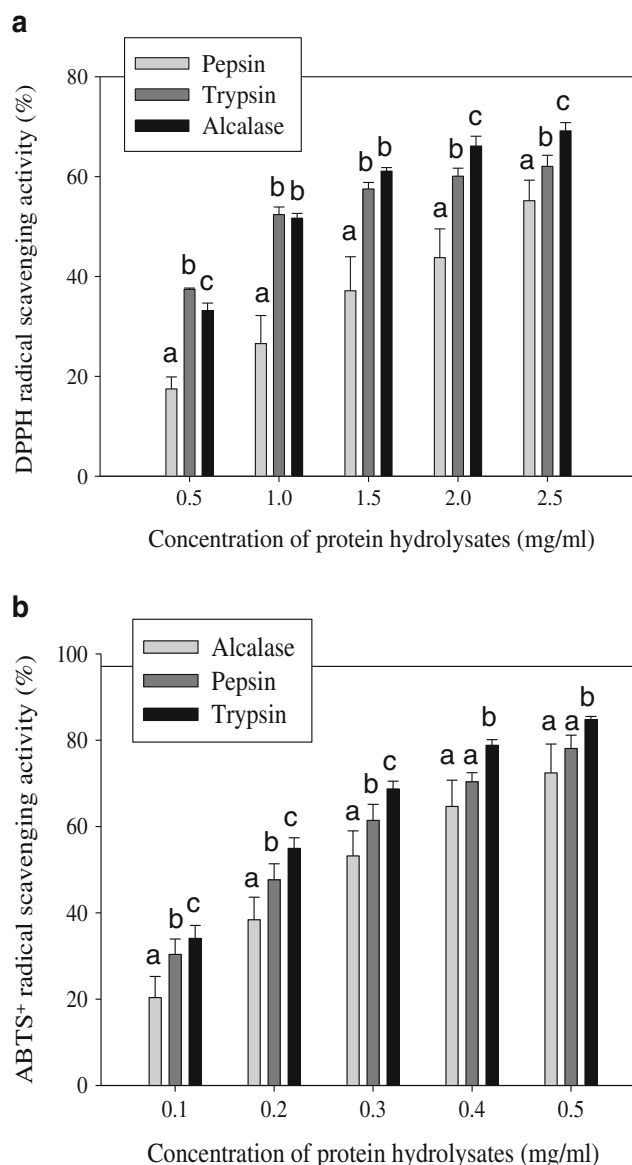 a
Pepsin
Trypsin
Alcalase
DPPH radical scavenging activity (%)
80
60
40
20
0
a b c
a b b
a b b
a b c
a b c
0.5 1.0 1.5 2.0 2.5
Concentration of protein hydrolysates (mg/ml)
b
Alcalase
Pepsin
Trypsin
ABTS⁺ radical scavenging activity (%)
100
80
60
40
20
0
a b c
a b c
a b c
a a b
a a b
0.1 0.2 0.3 0.4 0.5
Concentration of protein hydrolysates (mg/ml)